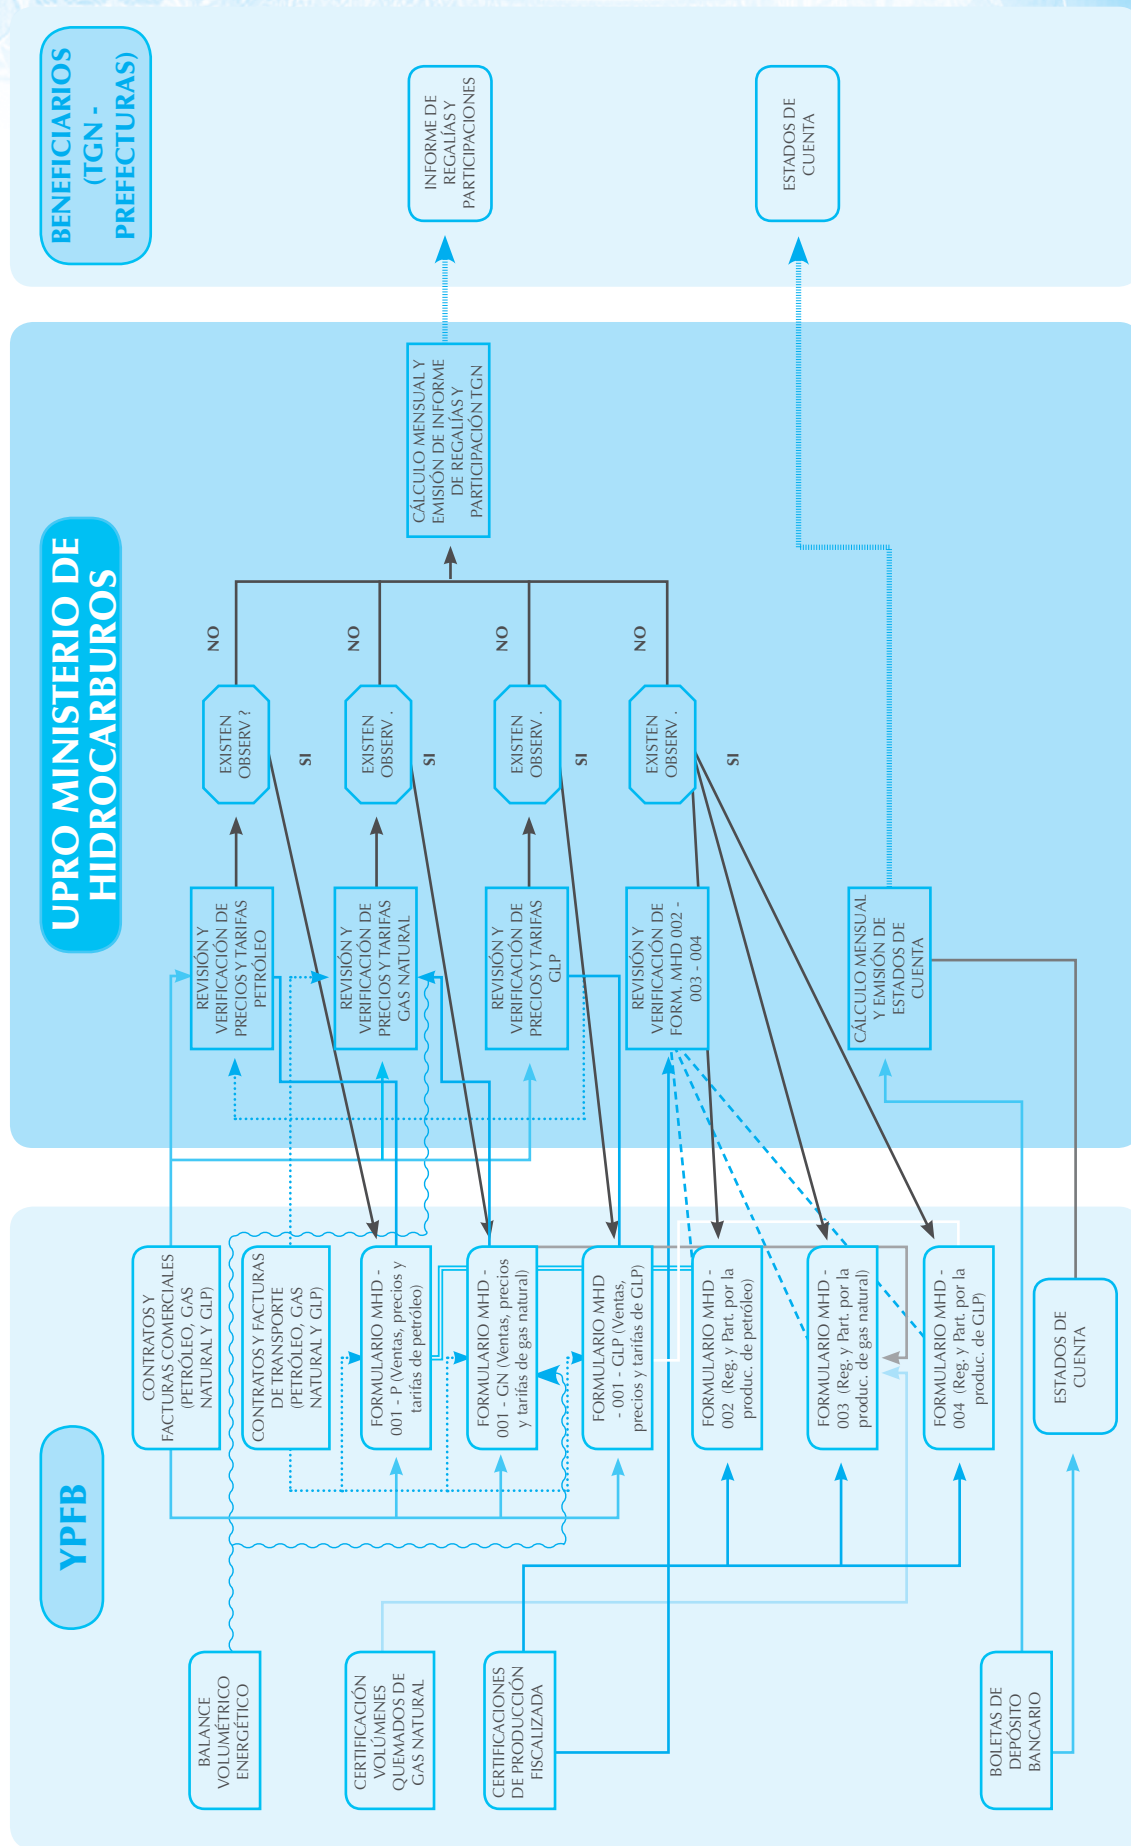 YPFB
UPRO MINISTERIO DE
HIDROCARBUROS
BENEFICIARIOS
(TGN -
PREFECTURAS)
BALANCE
VOLUMÉTRICO
ENERGÉTICO
CERTIFICACIÓN
VOLÚMENES
QUEMADOS DE
GAS NATURAL
CERTIFICACIONES
DE PRODUCCIÓN
FISCALIZADA
BOLETAS DE
DEPÓSITO
BANCARIO
CONTRATOS Y
FACTURAS COMERCIALES
(PETRÓLEO, GAS
NATURAL Y GLP)
CONTRATOS Y FACTURAS
DE TRANSPORTE
(PETRÓLEO, GAS
NATURAL Y GLP)
FORMULARIO MHD -
001 - P (Ventas, precios y
tarifas de petróleo)
FORMULARIO MHD -
001 - GN (Ventas, precios
y tarifas de gas natural)
FORMULARIO MHD
- 001 - GLP (Ventas,
precios y tarifas de GLP)
FORMULARIO MHD -
002 (Reg. y Part. por la
produc. de petróleo)
FORMULARIO MHD -
003 (Reg. y Part. por la
produc. de gas natural)
FORMULARIO MHD -
004 (Reg. y Part. por la
produc. de GLP)
ESTADOS DE
CUENTA
REVISIÓN Y
VERIFICACIÓN DE
PRECIOS Y TARIFAS
PETRÓLEO
REVISIÓN Y
VERIFICACIÓN DE
PRECIOS Y TARIFAS
GAS NATURAL
REVISIÓN Y
VERIFICACIÓN DE
PRECIOS Y TARIFAS
GLP
REVISIÓN Y
VERIFICACIÓN DE
FORM. MHD 002 -
003 - 004
CÁLCULO MENSUAL
Y EMISIÓN DE
ESTADOS DE
CUENTA
EXISTEN
OBSERV ?
SI
NO
EXISTEN
OBSERV .
SI
NO
EXISTEN
OBSERV .
SI
NO
EXISTEN
OBSERV .
SI
NO
CÁLCULO MENSUAL Y
EMISIÓN DE INFORME
DE REGALÍAS Y
PARTICIPACIÓN TGN
INFORME DE
REGALÍAS Y
PARTICIPACIONES
ESTADOS DE
CUENTA